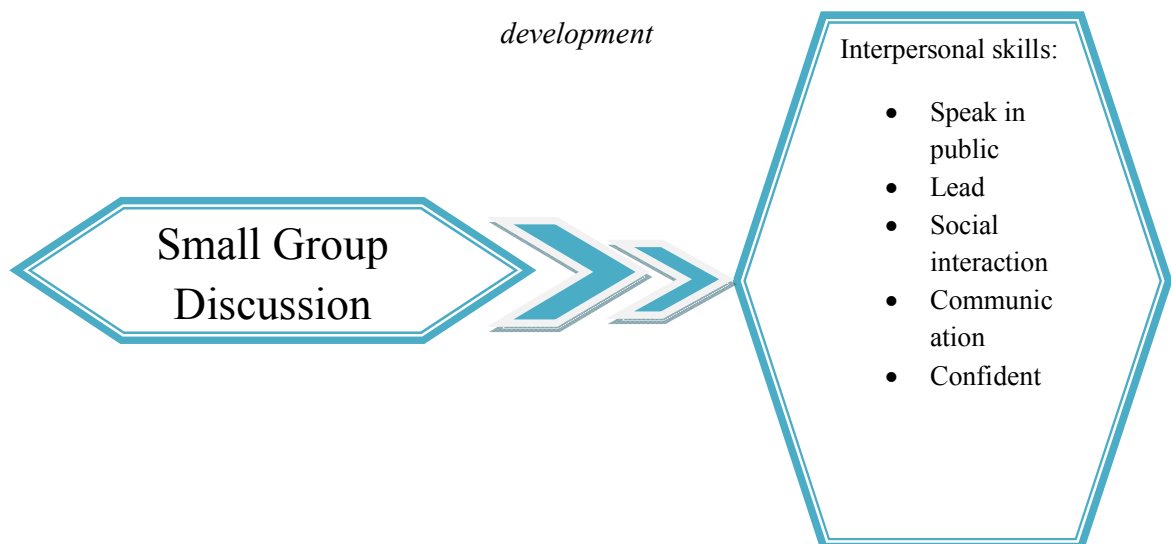 development
Small Group
Discussion
Interpersonal skills:
• Speak in
public
• Lead
• Social
interaction
• Communic
ation
• Confident